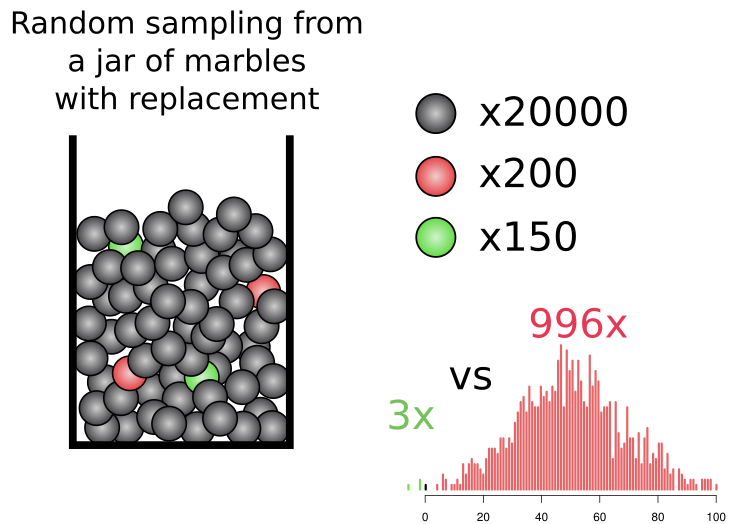 Random sampling from
a jar of marbles
with replacement
x20000
x200
x150
996x
vs
3x
0 20 40 60 80 100